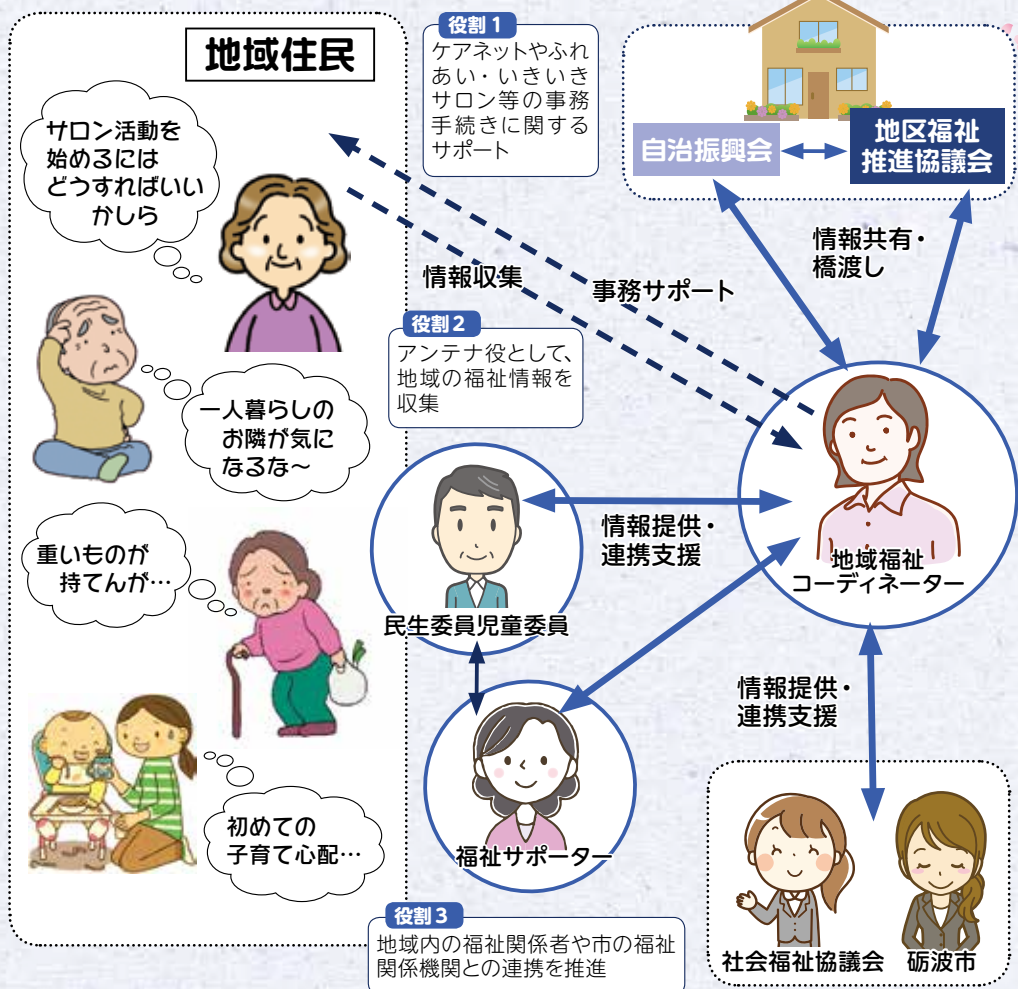 地域住民
サロン活動を
始めるには
どうすればいい
かしら
一人暮らしの
お隣が気に
なるな〜
重いものが
持てんが…
初めての
子育て心配…
役割1
ケアネットやふれ
あい・いきいき
サロン等の事務
手続きに関する
サポート
自治振興会
地区福祉
推進協議会
情報共有・
橋渡し
情報収集
事務サポート
役割2
アンテナ役として、
地域の福祉情報を
収集
情報提供・
連携支援
地域福祉
コーディネーター
民生委員児童委員
福祉サポーター
情報提供・
連携支援
役割3
地域内の福祉関係者や市の福祉
関係機関との連携を推進
社会福祉協議会
砺波市